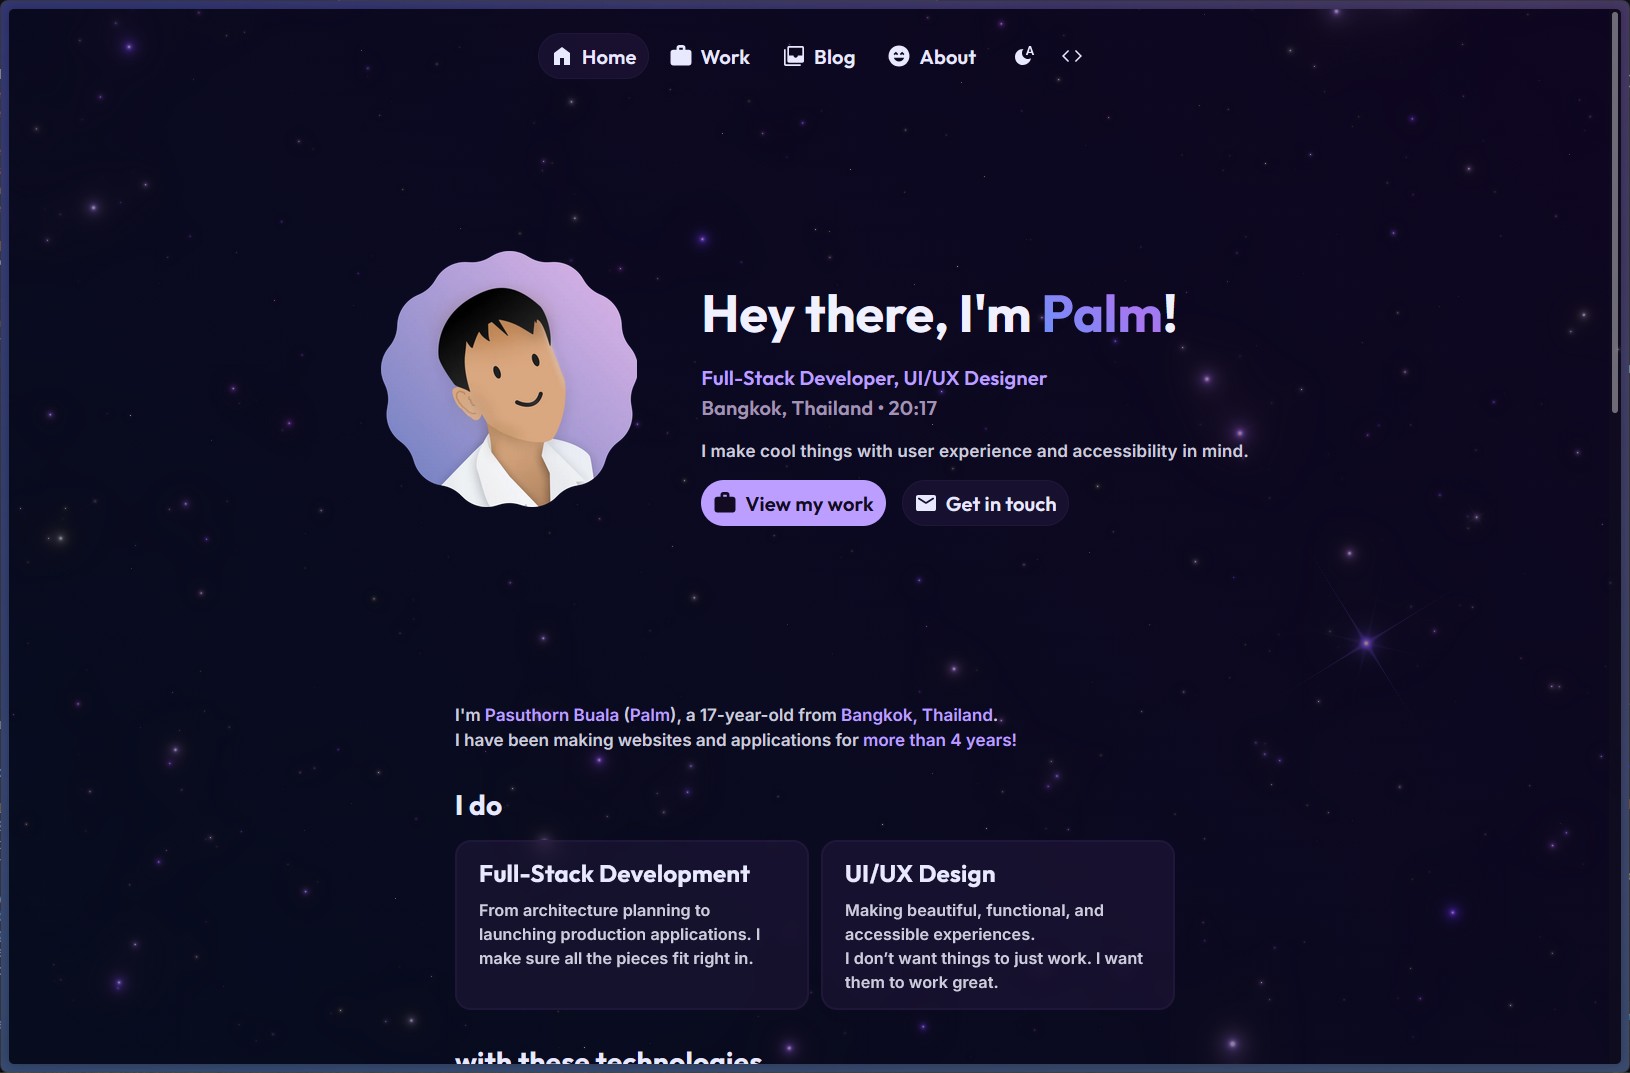 Home Work Blog About A
Hey there, I'm Palm!
Full-Stack Developer, UI/UX Designer
Bangkok, Thailand • 20:17
I make cool things with user experience and accessibility in mind.
View my work Get in touch
I'm Pasuthorn Buala (Palm), a 17-year-old from Bangkok, Thailand.
I have been making websites and applications for more than 4 years!
I do
Full-Stack Development
From architecture planning to
launching production applications. I
make sure all the pieces fit right in.
UI/UX Design
Making beautiful, functional, and
accessible experiences.
I don’t want things to just work. I want
them to work great.
with these technologies